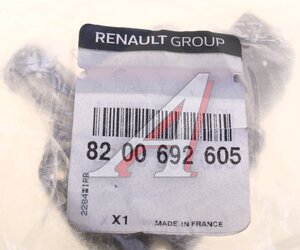 RENAULT GROUP
82 00 692 605
X1 MADE IN FRANCE